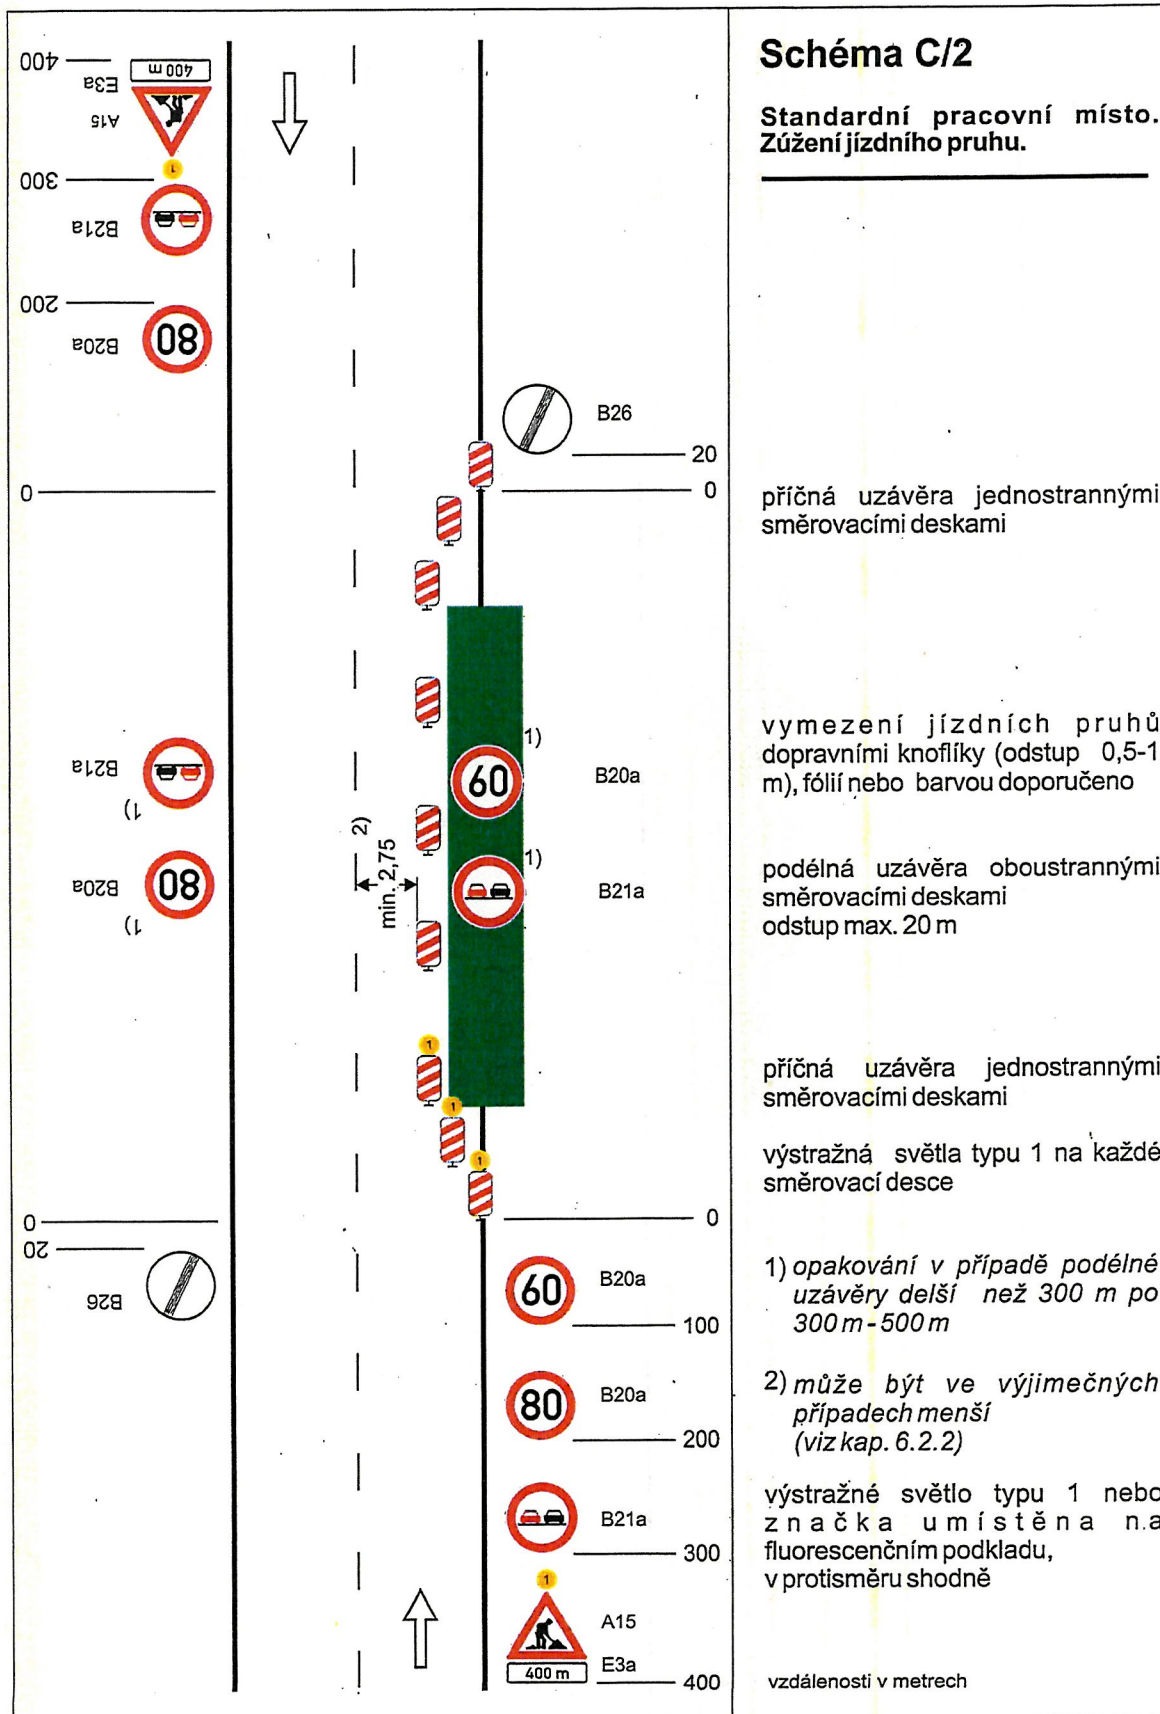 Schéma C/2
Standardní pracovní místo.
Zúžení jízdního pruhu.
400
400 m
E3a
A15
1
300
B21a
200
B20a
80
B26
20
0
0
příčná uzávěra jednostrannými
směrovacími deskami
vymezení jízdních pruhů
dopravními knoflíky (odstup 0,5-1
m), fólií nebo barvou doporučeno
B21a
1)
1)
60
B20a
2)
min. 2,75
B20a
80
1)
1)
B21a
podélná uzávěra oboustrannými
směrovacími deskami
odstup max. 20 m
1
1
1
příčná uzávěra jednostrannými
směrovacími deskami
výstražná světla typu 1 na každé
směrovací desce
0
0
20
B26
60
B20a
100
1) opakování v případě podélné
uzávěry delší než 300 m po
300 m - 500 m
80
B20a
200
2) může být ve výjimečných
případech menší
(viz kap. 6.2.2)
B21a
300
výstražné světlo typu 1 nebo
značka umístěna n.a
fluorescenčním podkladu,
v protisměru shodně
1
A15
400 m
E3a
400
vzdálenosti v metrech